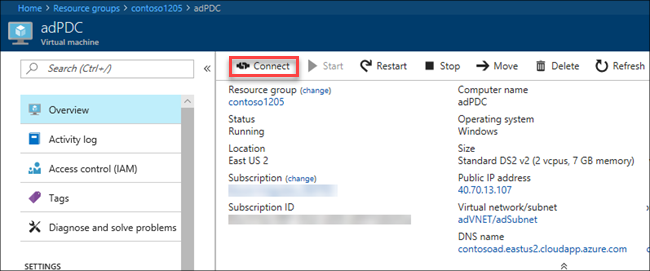 Home > Resource groups > contoso1205 > adPDC
adPDC
Virtual machine
Search (Ctrl+/)
Overview
Activity log
Access control (IAM)
Tags
Diagnose and solve problems
SETTINGS
Connect Start Restart Stop Move Delete Refresh
Resource group (change)
contoso1205
Status
Running
Location
East US 2
Subscription (change)
Subscription ID
Computer name
adPDC
Operating system
Windows
Size
Standard DS2 v2 (2 vcpus, 7 GB memory)
Public IP address
40.70.13.107
Virtual network/subnet
adVNET/adSubnet
DNS name
contosoad.eastus2.cloudapp.azure.com